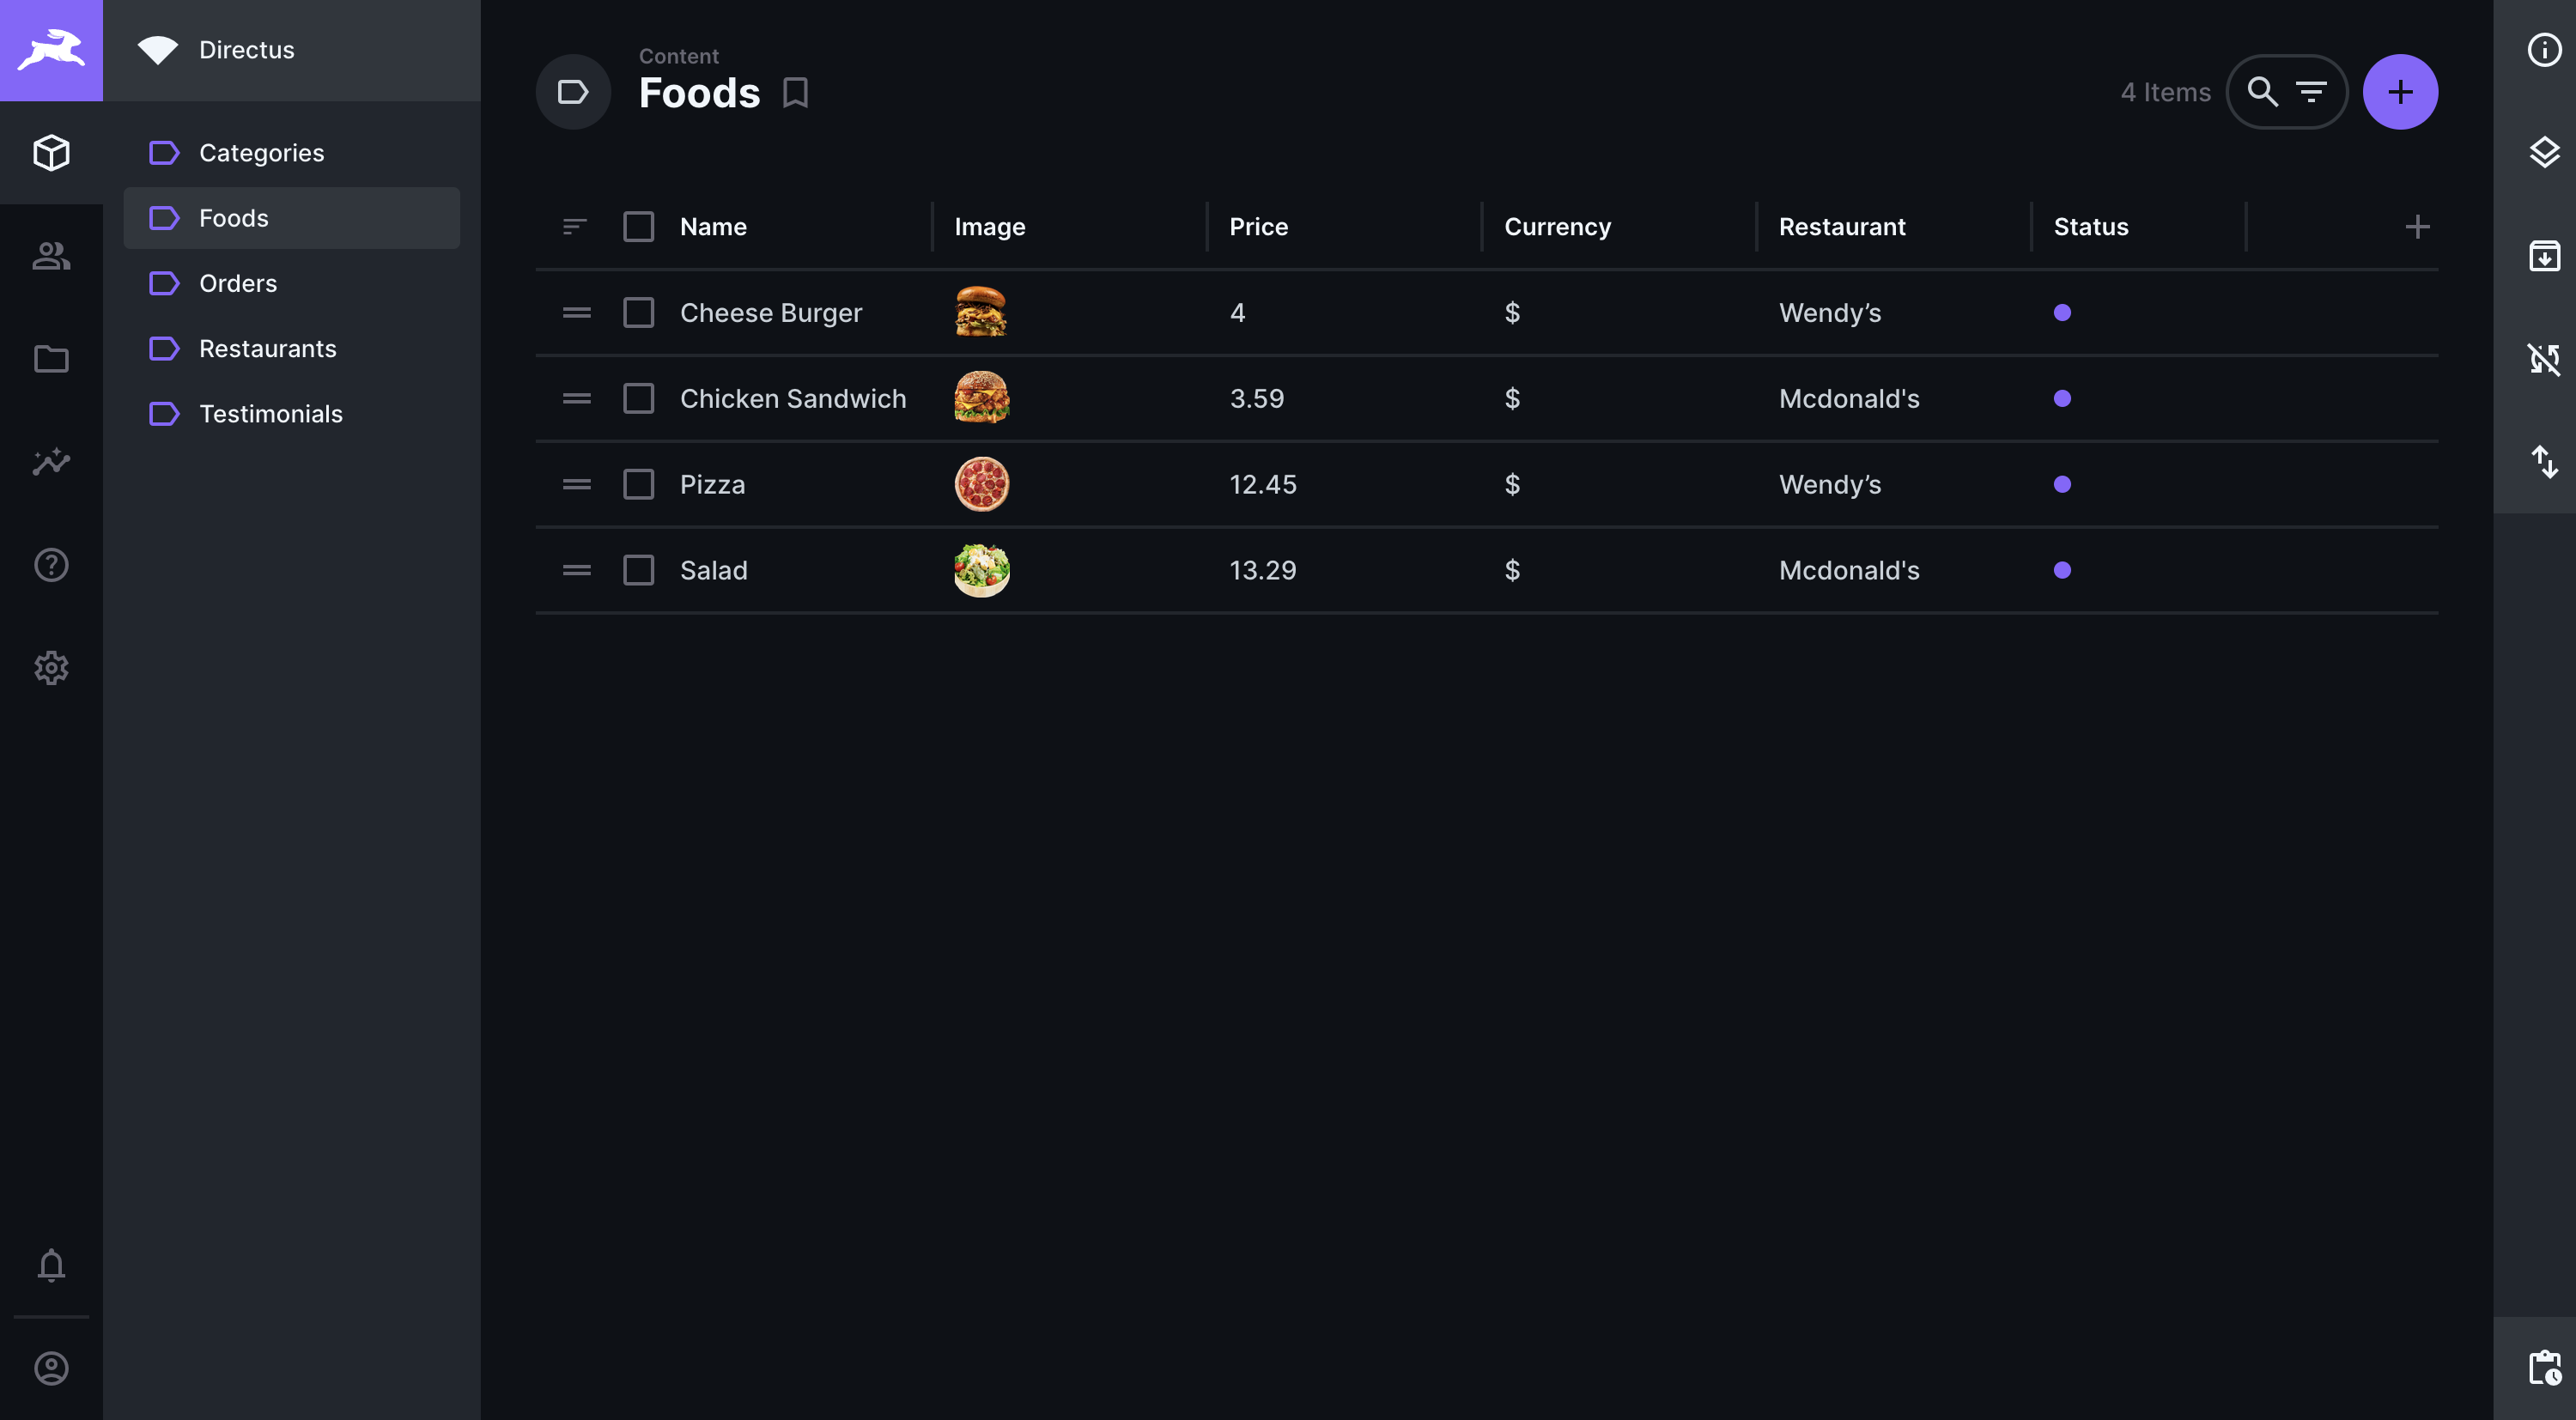 Directus
Categories
Foods
Orders
Restaurants
Testimonials
Content
Foods
4 Items
Name Image Price Currency Restaurant Status
Cheese Burger 4 $ Wendy’s
Chicken Sandwich 3.59 $ Mcdonald's
Pizza 12.45 $ Wendy’s
Salad 13.29 $ Mcdonald's